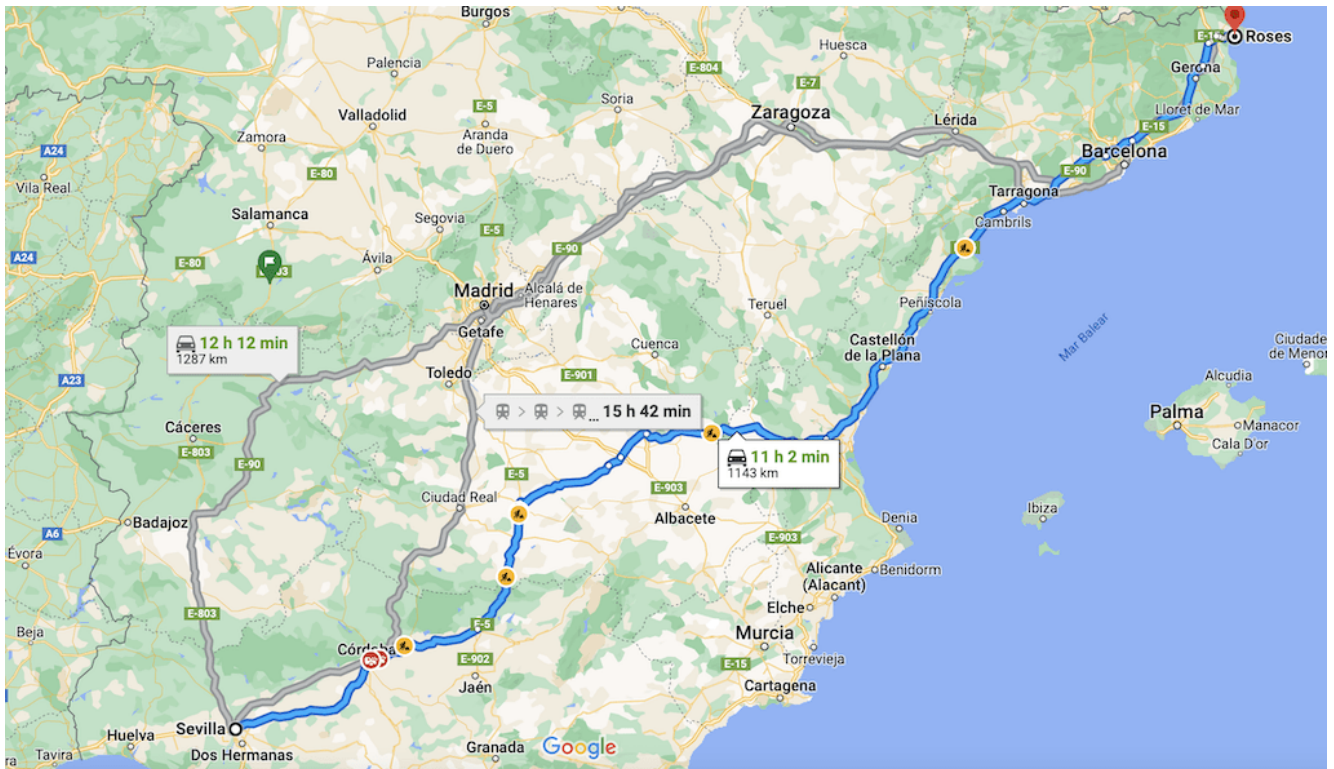 Burgos
E-804
Huesca
E-15
Roses
Palencia
Gerona
E-7
Soria
Valladolid
E-5
Zaragoza
Lérida
Lloret de Mar
Zamora
Aranda
de Duero
E-15
A24
Barcelona
Vila Real
E-80
E-90
Tarragona
Salamanca
Segovia
E-5
Cambrils
A24
E-80
Ávila
E-90
Madrid
Alcalá de
Henares
Teruel
Peñíscola
Getafe
12 h 12 min
1287 km
Cuenca
Castellón
de la Plana
Mar Balear
Ciudade
de Menor
A23
Toledo
E-901
Alcudia
15 h 42 min
Palma
Manacor
Cáceres
E-803
Cala D'or
11 h 2 min
1143 km
E-90
E-5
E-903
Ciudad Real
Albacete
Ibiza
Badajoz
Denia
A6
E-903
Évora
Alicante
(Alacant)
Benidorm
E-803
Elche
Beja
E-5
Murcia
Córdoba
E-902
E-15
Torrevieja
Jaén
Cartagena
Sevilla
Huelva
Dos Hermanas
Granada
Google
Tavira
ra